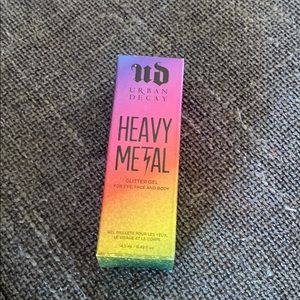 UD
URBAN
DECAY
HEAVY
METAL
GLITTER GEL
FOR EYE, FACE AND BODY
GEL PAILLETÉ POUR LES YEUX,
LE VISAGE ET LE CORPS